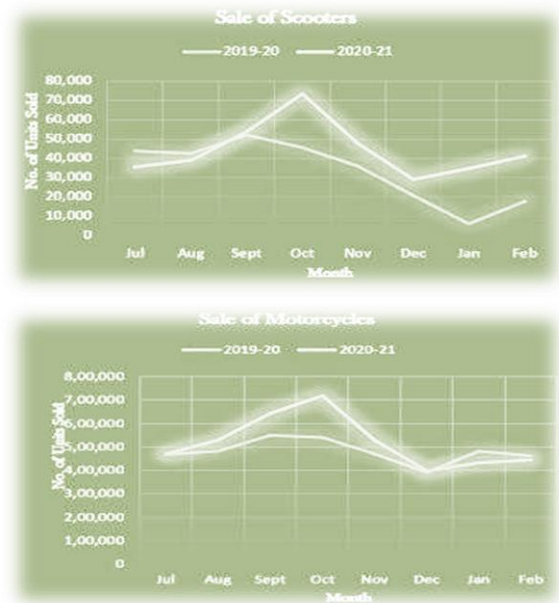 Sale of Scooters
2019-20 2020-21
No. of Units Sold
80,000
70,000
60,000
50,000
40,000
30,000
20,000
10,000
0
Jul Aug Sept Oct Nov Dec Jan Feb
Month
Sale of Motorcycles
2019-20 2020-21
No. of Units Sold
8,00,000
7,00,000
6,00,000
5,00,000
4,00,000
3,00,000
2,00,000
1,00,000
0
Jul Aug Sept Oct Nov Dec Jan Feb
Month